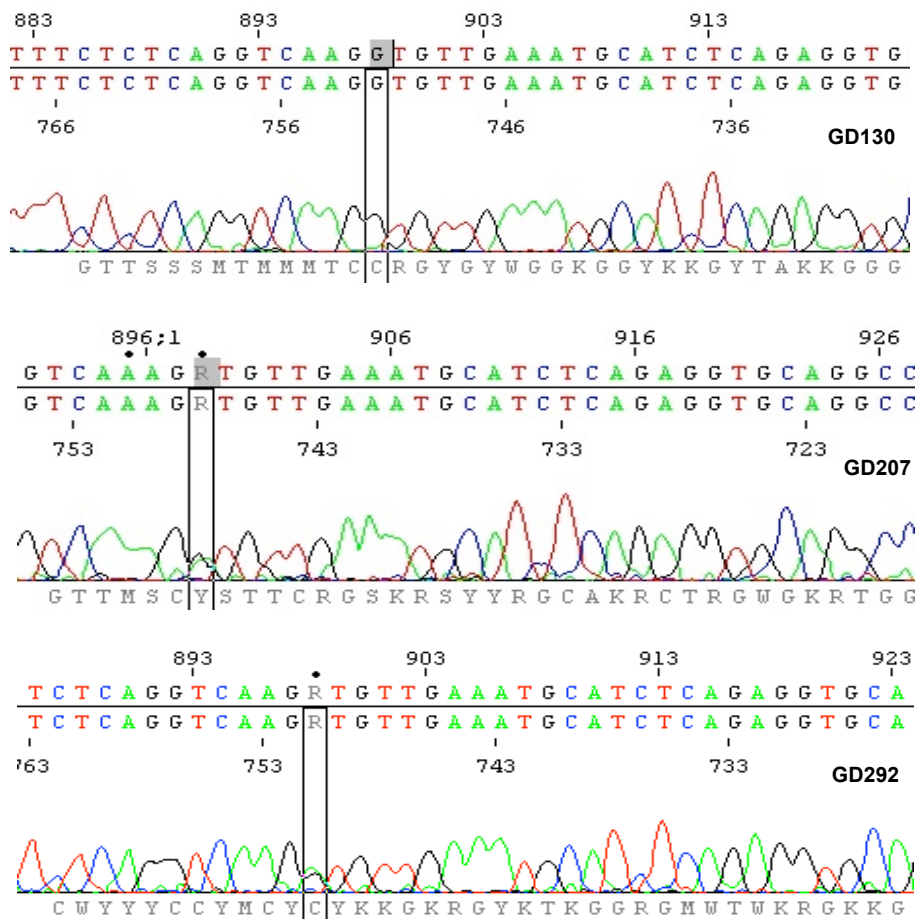 883 893 903 913
TTTCTCTCAGGTCAAGGTGTTGAAATGCATCTCAGAGGTG
TTTCTCTCAGGTCAAGGTGTTGAAATGCATCTCAGAGGTG
766 756 746 736
GD130
GTTSSSMTMMMTCCRGYGYWGGKGGYKKGYTAKKGGG
896;1 906 916 926
GTCAAAGRTGTTGAAATGCATCTCAGAGGTGCAGGCC
GTCAAAGRTGTTGAAATGCATCTCAGAGGTGCAGGCC
753 743 733 723
GD207
GTTMSCYSTTCRGSKRSYYRGCAKRCTRGWGKRTGG
893 903 913 923
TCTCAGGTCAAGRTGTTGAAATGCATCTCAGAGGTGCA
TCTCAGGTCAAGRTGTTGAAATGCATCTCAGAGGTGCA
763 753 743 733
GD292
CWYYYCCYMCYCYKKGKRGYKTKGGRGMWTWKRGKKG